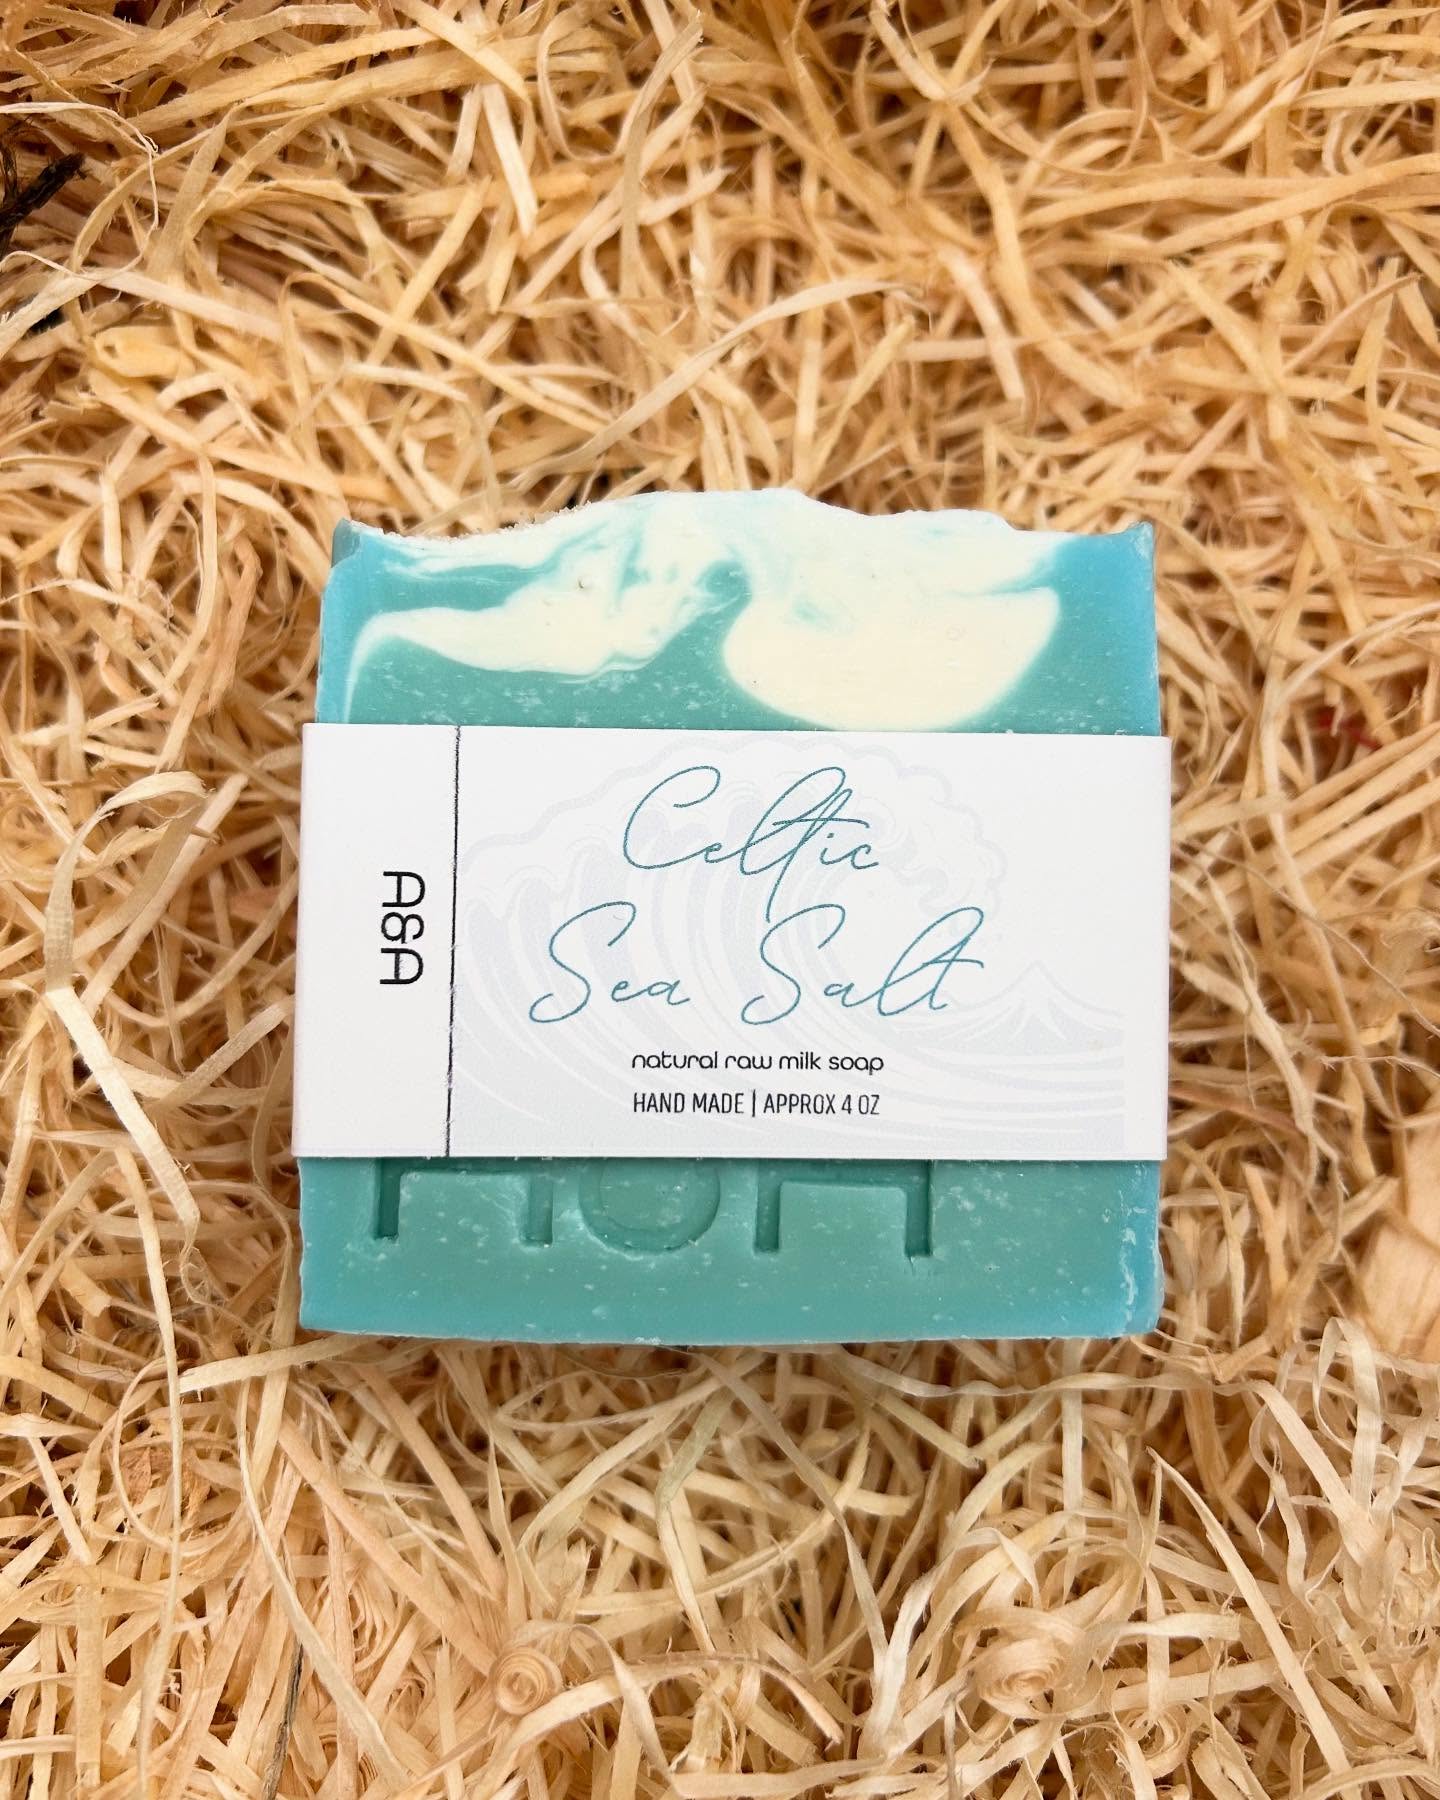 A&A
Celtic
Sea Salt
natural raw milk soap
HAND MADE | APPROX 4 OZ